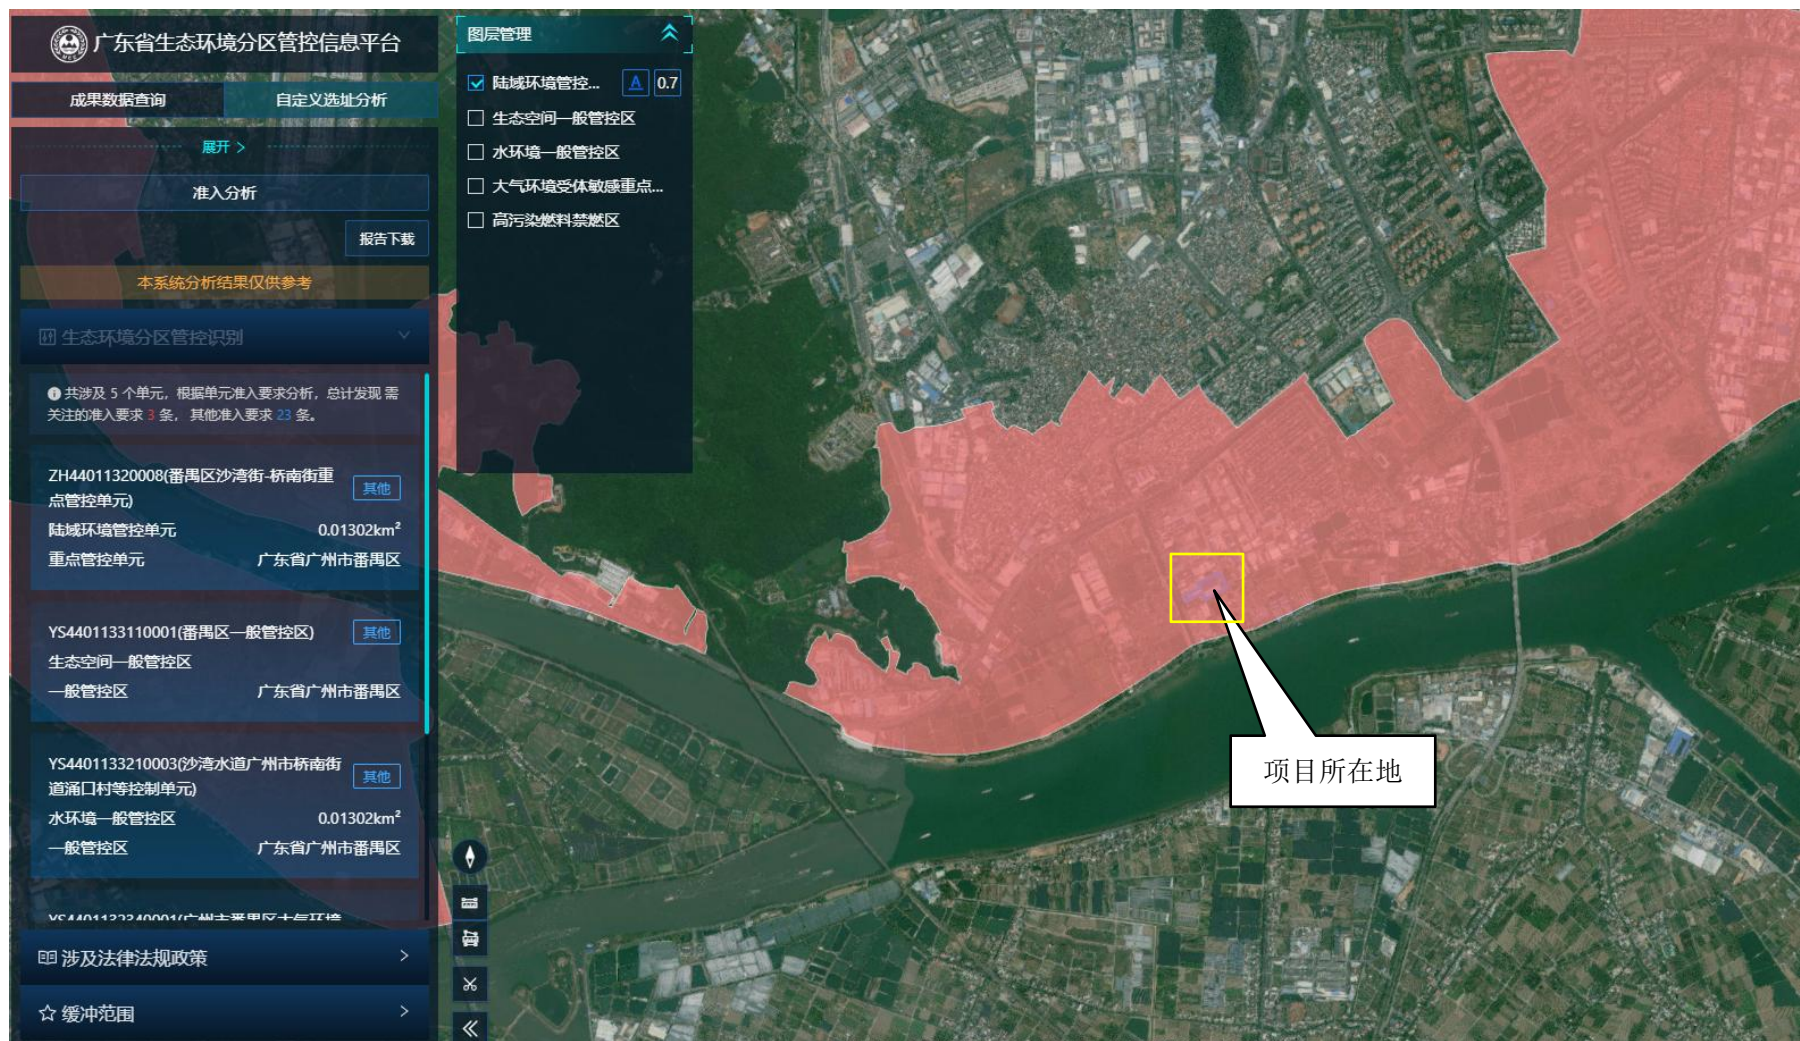 广东省生态环境分区管控信息平台
成果数据查询
自定义选址分析
展开 >
准入分析
报告下载
本系统分析结果仅供参考
生态环境分区管控识别
共涉及 5 个单元，根据单元准入要求分析，总计发现 需
关注的准入要求 3 条， 其他准入要求 23 条。
ZH44011320008(番禺区沙湾街-桥南街重
点管控单元)
其他
陆域环境管控单元 0.01302km²
重点管控单元 广东省广州市番禺区
YS4401133110001(番禺区一般管控区)
其他
生态空间一般管控区
一般管控区 广东省广州市番禺区
YS4401133210003(沙湾水道广州市桥南街
道涌口村等控制单元)
其他
水环境一般管控区 0.01302km²
一般管控区 广东省广州市番禺区
YS4401132340001(广州市番禺区大气环境
涉及法律法规政策
缓冲范围
图层管理
陆域环境管控... A 0.7
生态空间一般管控区
水环境一般管控区
大气环境受体敏感重点...
高污染燃料禁燃区
项目所在地